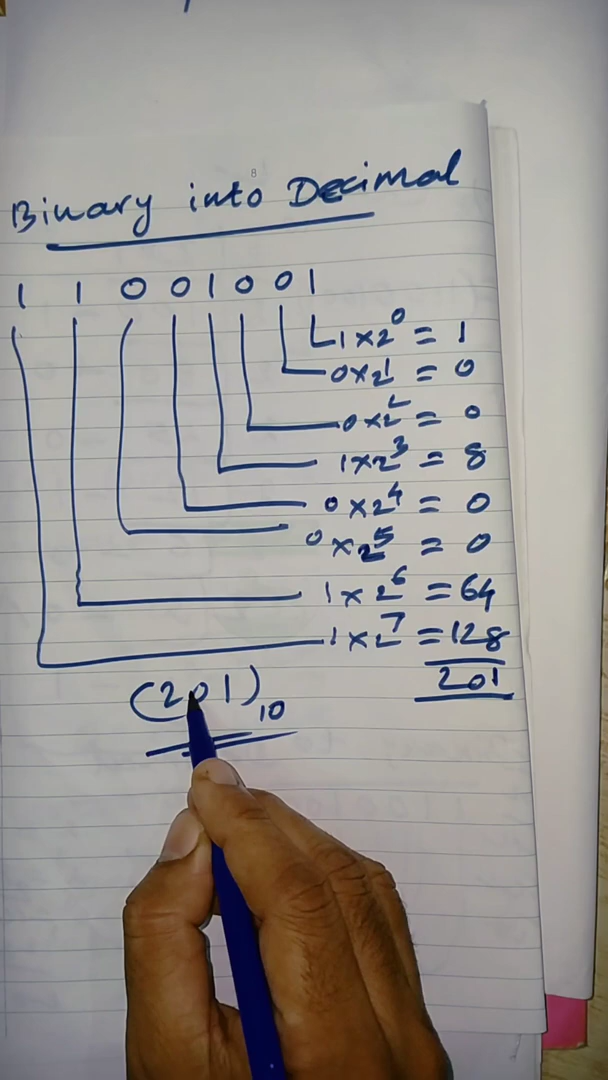 Binary into Decimal
1 1 0 0 1 0 0 1
1 × 2⁰ = 1
0 × 2¹ = 0
0 × 2² = 0
1 × 2³ = 8
0 × 2⁴ = 0
0 × 2⁵ = 0
1 × 2⁶ = 64
1 × 2⁷ = 128
201
(201)₁₀